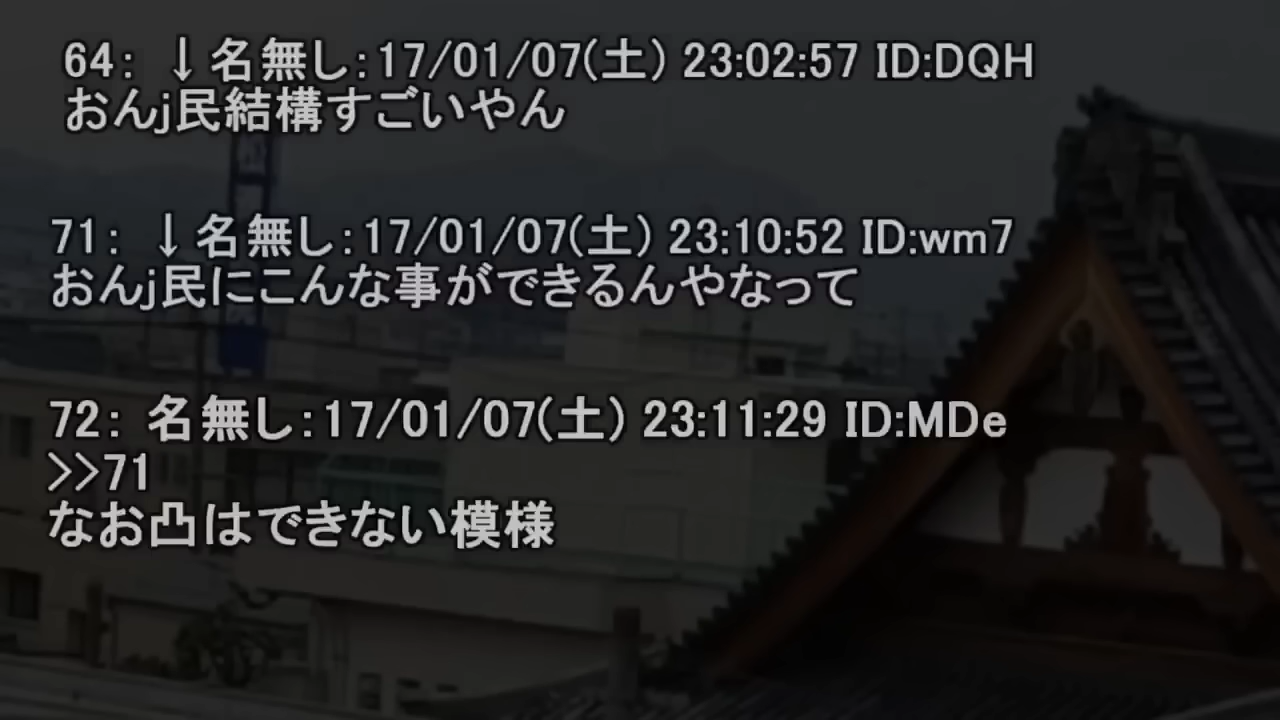 64： ↓名無し：17/01/07(土) 23:02:57 ID:DQH
おんj民結構すごいやん
71： ↓名無し：17/01/07(土) 23:10:52 ID:wm7
おんj民にこんな事ができるんやなって
72： 名無し：17/01/07(土) 23:11:29 ID:MDe
>>71
なお凸はできない模様